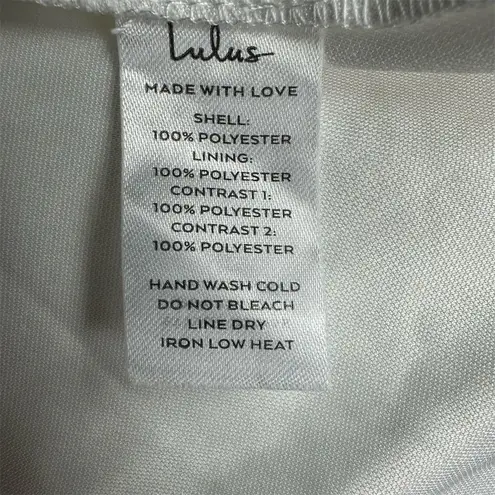 Lulus
MADE WITH LOVE
SHELL:
100% POLYESTER
LINING:
100% POLYESTER
CONTRAST 1:
100% POLYESTER
CONTRAST 2:
100% POLYESTER
HAND WASH COLD
DO NOT BLEACH
LINE DRY
IRON LOW HEAT